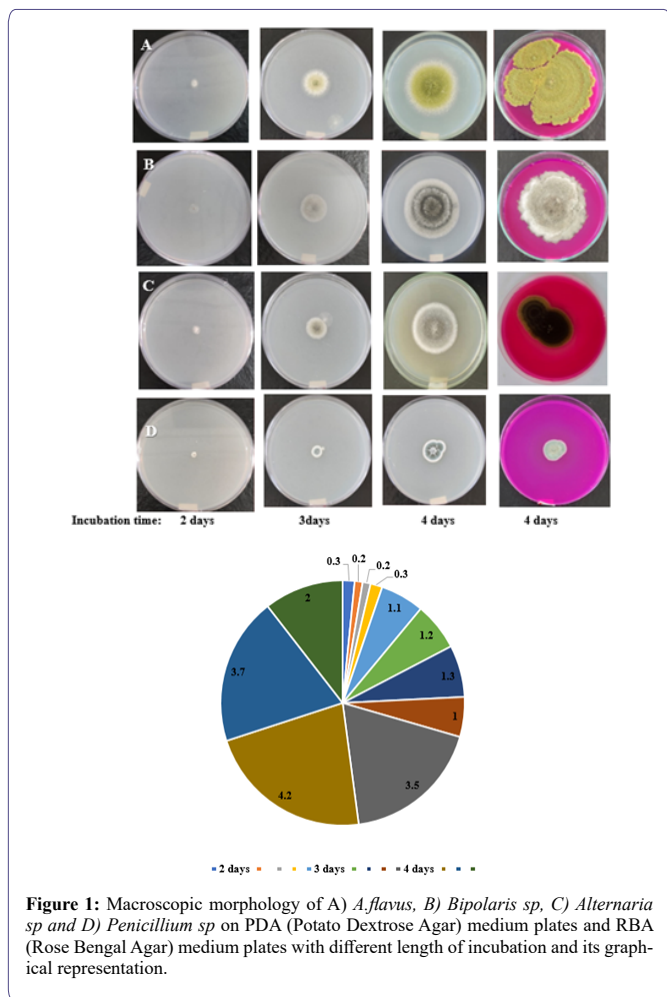 A
B
C
D
Incubation time: 2 days 3days 4 days 4 days
0.3 0.2 0.2 0.3
1.1
1.2
1.3
1
3.5
4.2
3.7
2
2 days 3 days 4 days
Figure 1: Macroscopic morphology of A) A.flavus, B) Bipolaris sp, C) Alternaria
sp and D) Penicillium sp on PDA (Potato Dextrose Agar) medium plates and RBA
(Rose Bengal Agar) medium plates with different length of incubation and its graph-
ical representation.